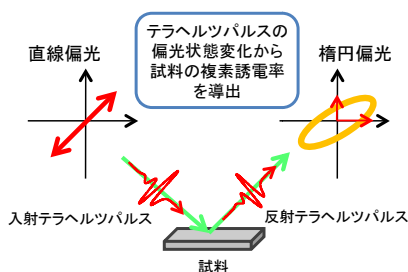 テラヘルツパルスの
偏光状態変化から
試料の複素誘電率
を導出
直線偏光
楕円偏光
入射テラヘルツパルス
反射テラヘルツパルス
試料